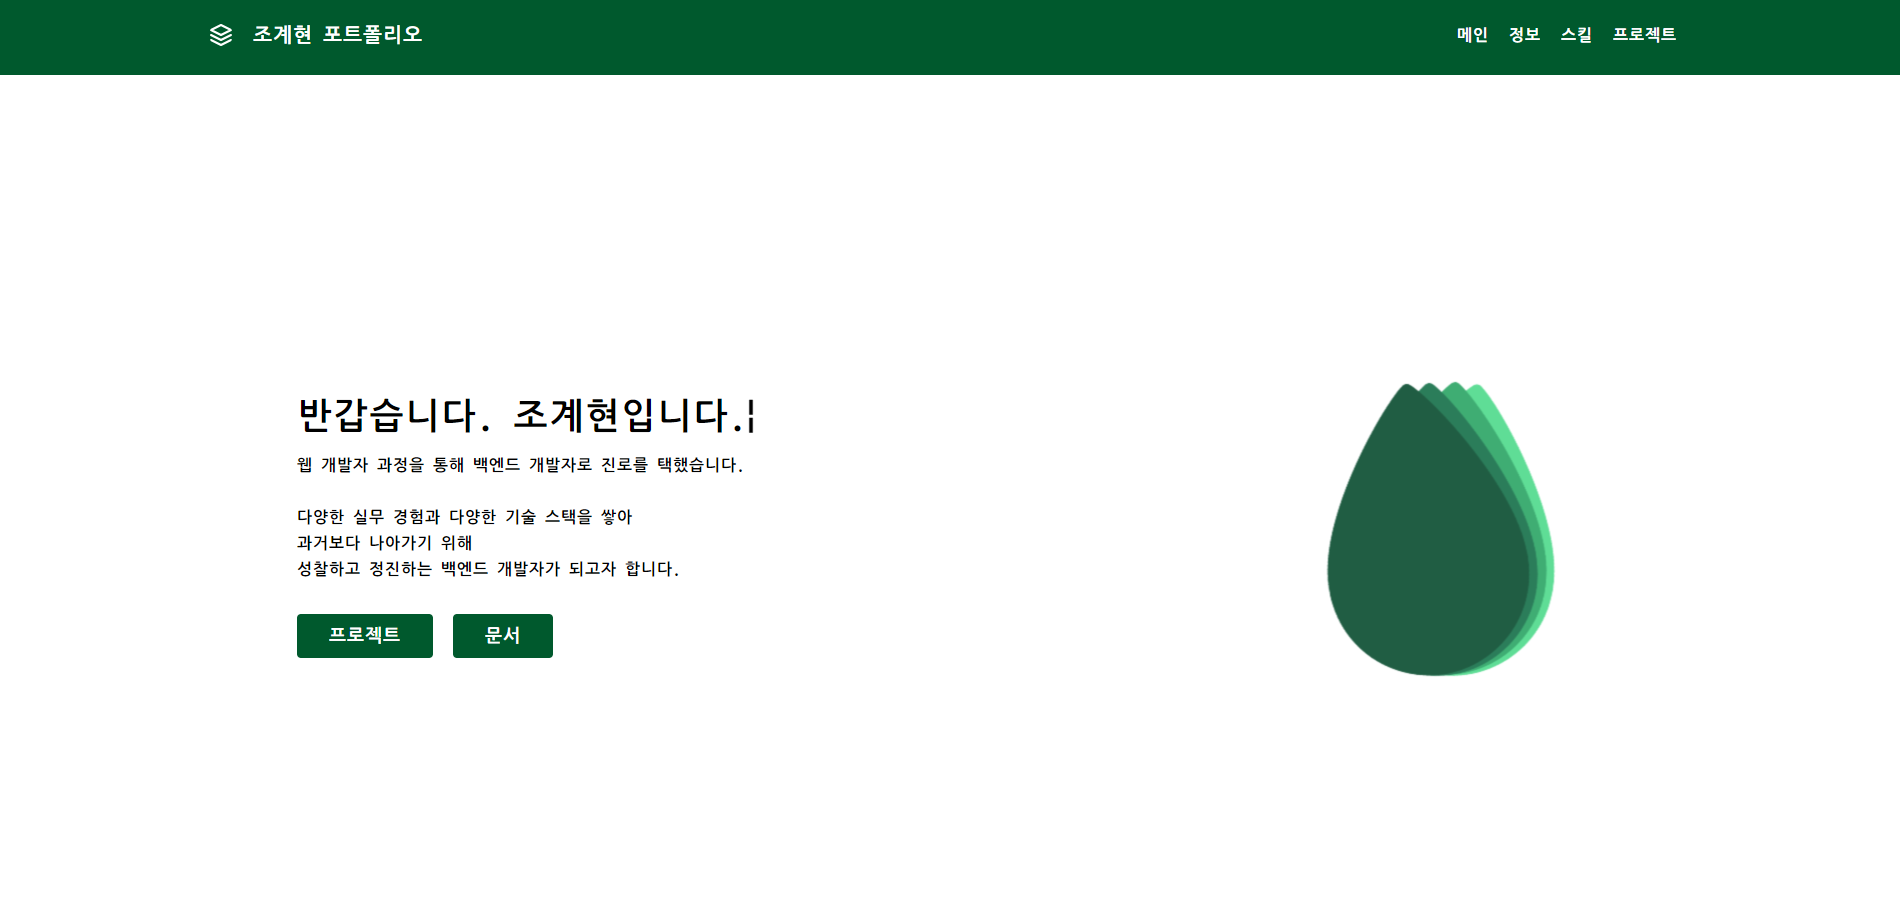 조계현 포트폴리오
메인 정보 스킬 프로젝트
반갑습니다. 조계현입니다.¦
웹 개발자 과정을 통해 백엔드 개발자로 진로를 택했습니다.
다양한 실무 경험과 다양한 기술 스택을 쌓아
과거보다 나아가기 위해
성찰하고 정진하는 백엔드 개발자가 되고자 합니다.
프로젝트 문서